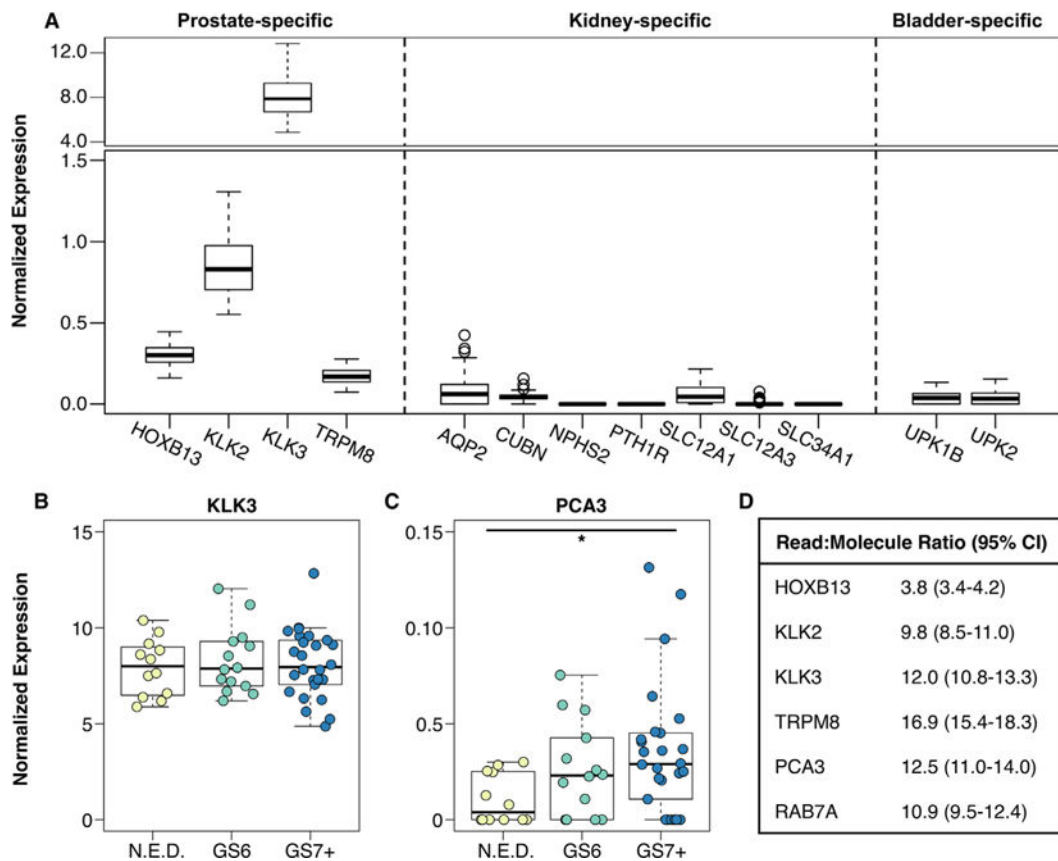 A
Prostate-specific
Kidney-specific
Bladder-specific
Normalized Expression
12.0
8.0
4.0
1.5
1.0
0.5
0.0
HOXB13
KLK2
KLK3
TRPM8
AQP2
CUBN
NPHS2
PTH1R
SLC12A1
SLC12A3
SLC34A1
UPK1B
UPK2
B
KLK3
Normalized Expression
15
10
5
0
N.E.D.
GS6
GS7+
C
PCA3
*
0.15
0.10
0.5
0
N.E.D.
GS6
GS7+
D
Read:Molecule Ratio (95% CI)
HOXB13 3.8 (3.4-4.2)
KLK2 9.8 (8.5-11.0)
KLK3 12.0 (10.8-13.3)
TRPM8 16.9 (15.4-18.3)
PCA3 12.5 (11.0-14.0)
RAB7A 10.9 (9.5-12.4)